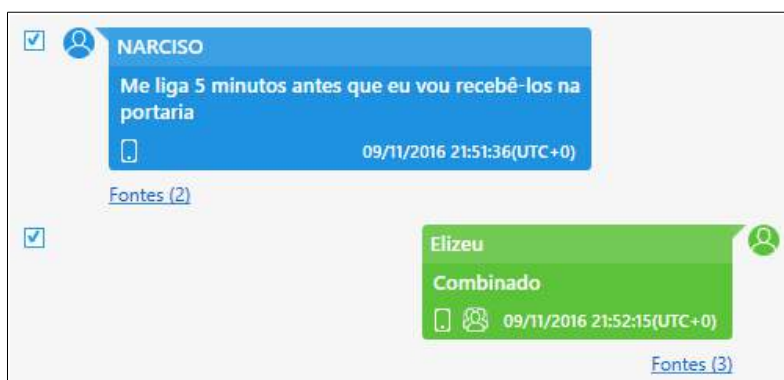 NARCISO
Me liga 5 minutos antes que eu vou recebê-los na
portaria
09/11/2016 21:51:36(UTC+0)
Fontes (2)
Elizeu
Combinado
09/11/2016 21:52:15(UTC+0)
Fontes (3)